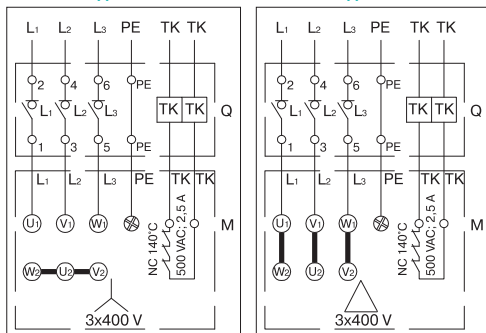 L1 L2 L3 PE TK TK
2 4 6 PE
L1 L2 L3 TK TK Q
1 3 5 PE
L1 L2 L3 PE TK TK
U1 V1 W1 M
NC 140°C
500 VAC; 2,5 A
W2 U2 V2
3x400 V
L1 L2 L3 PE TK TK
2 4 6 PE
L1 L2 L3 TK TK Q
1 3 5 PE
L1 L2 L3 PE TK TK
U1 V1 W1 M
NC 140°C
500 VAC; 2,5 A
W2 U2 V2
3x400 V